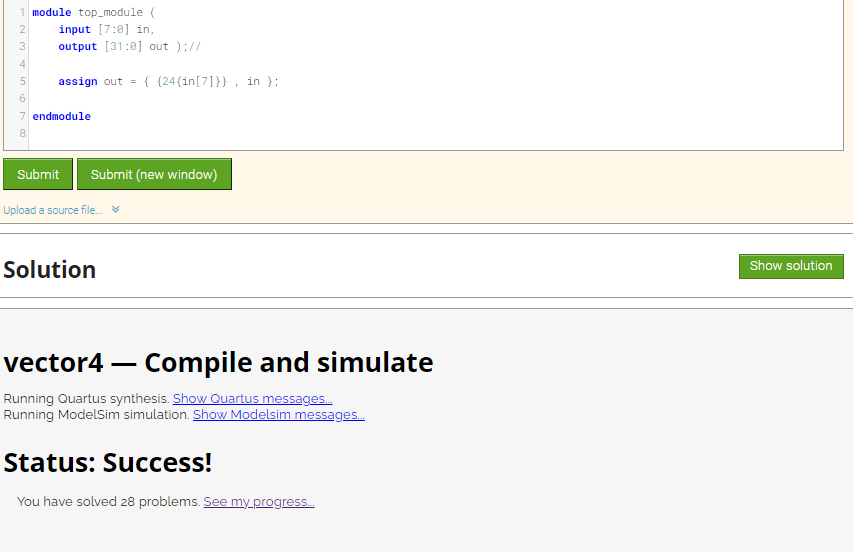 1 module top_module (
2 input [7:0] in,
3 output [31:0] out );//
4
5 assign out = { {24{in[7]}} , in };
6
7 endmodule
8
Submit Submit (new window)
Upload a source file...
Solution Show solution
vector4 — Compile and simulate
Running Quartus synthesis. Show Quartus messages...
Running ModelSim simulation. Show Modelsim messages...
Status: Success!
You have solved 28 problems. See my progress...